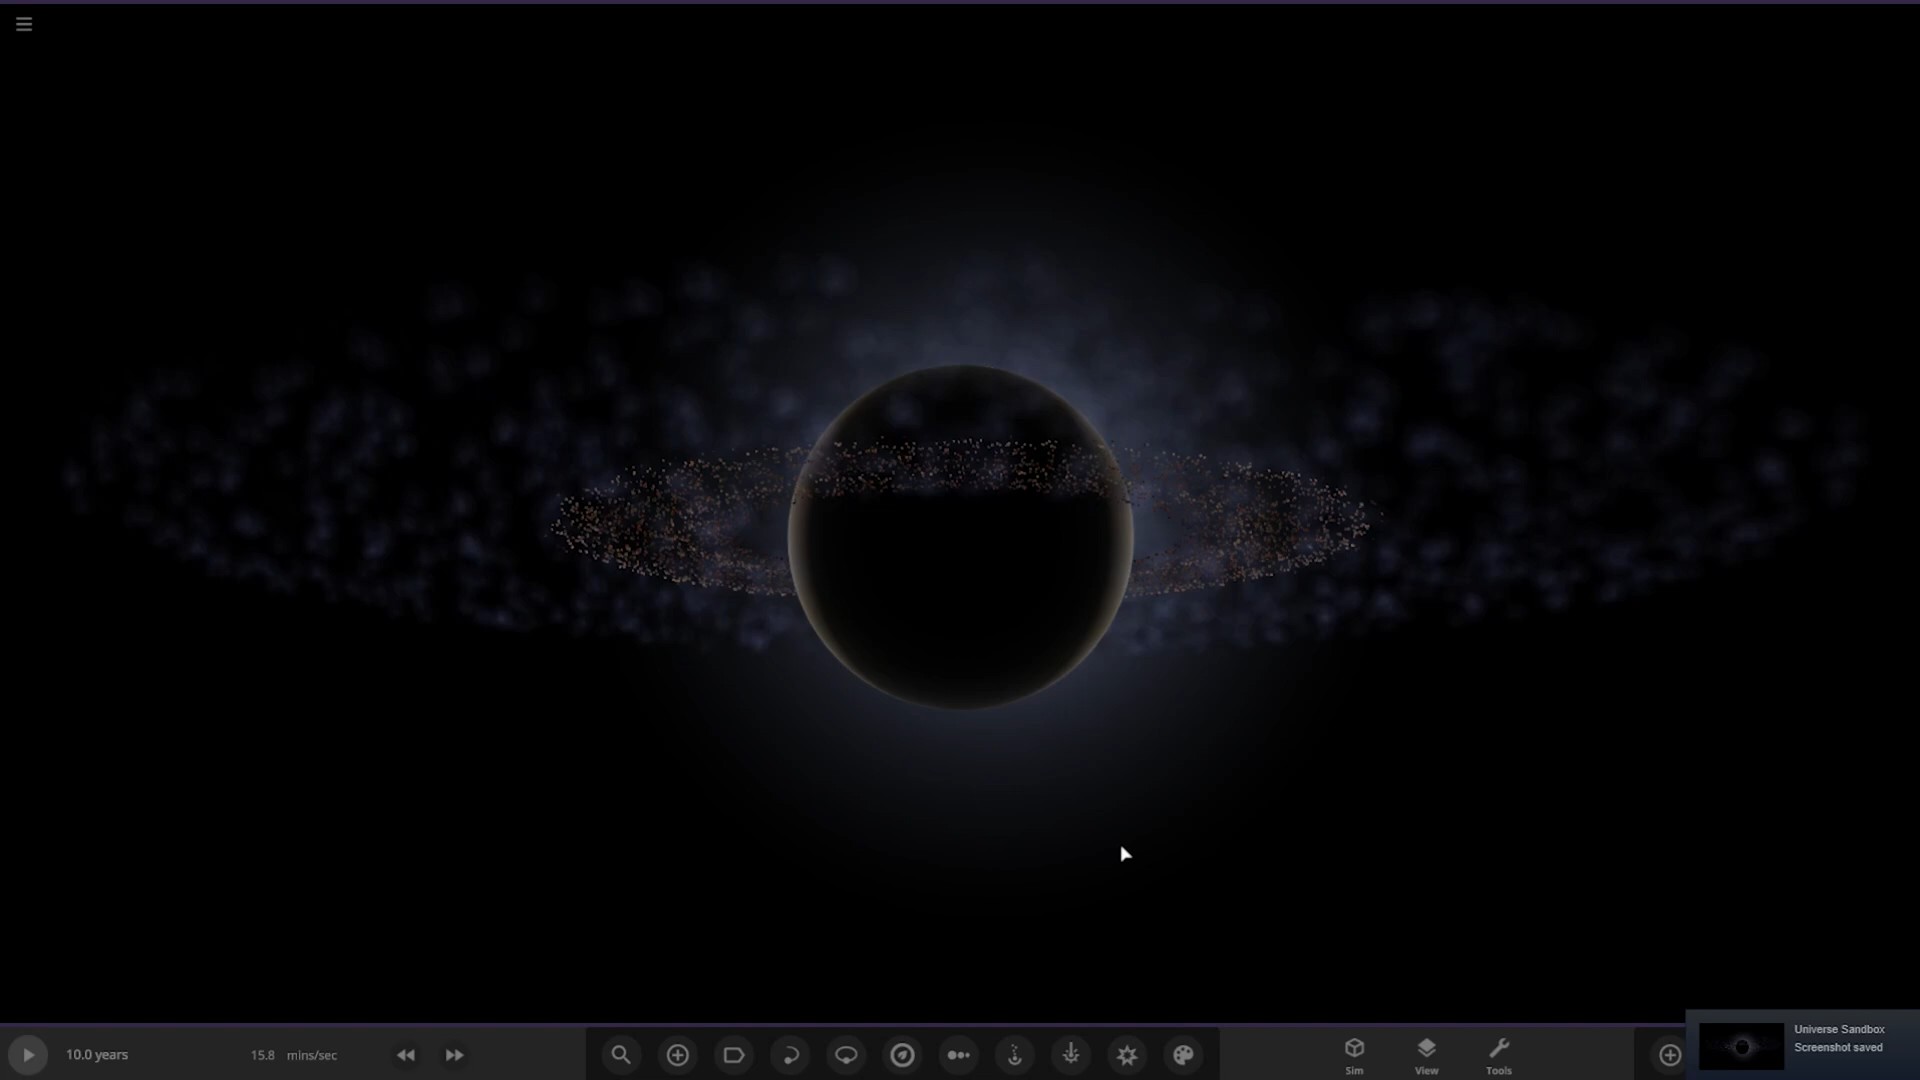 10.0 years
15.8 mins/sec
Sim
View
Tools
Universe Sandbox
Screenshot saved